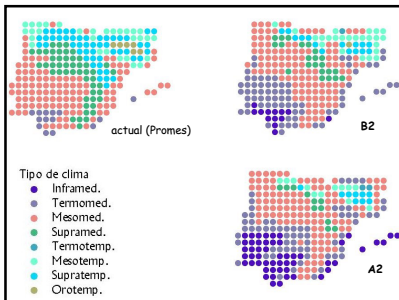 actual (Promes)
B2
Tipo de clima
Inframed.
Termomed.
Mesomed.
Supramed.
Termotemp.
Mesotemp.
Supratemp.
Orotemp.
A2